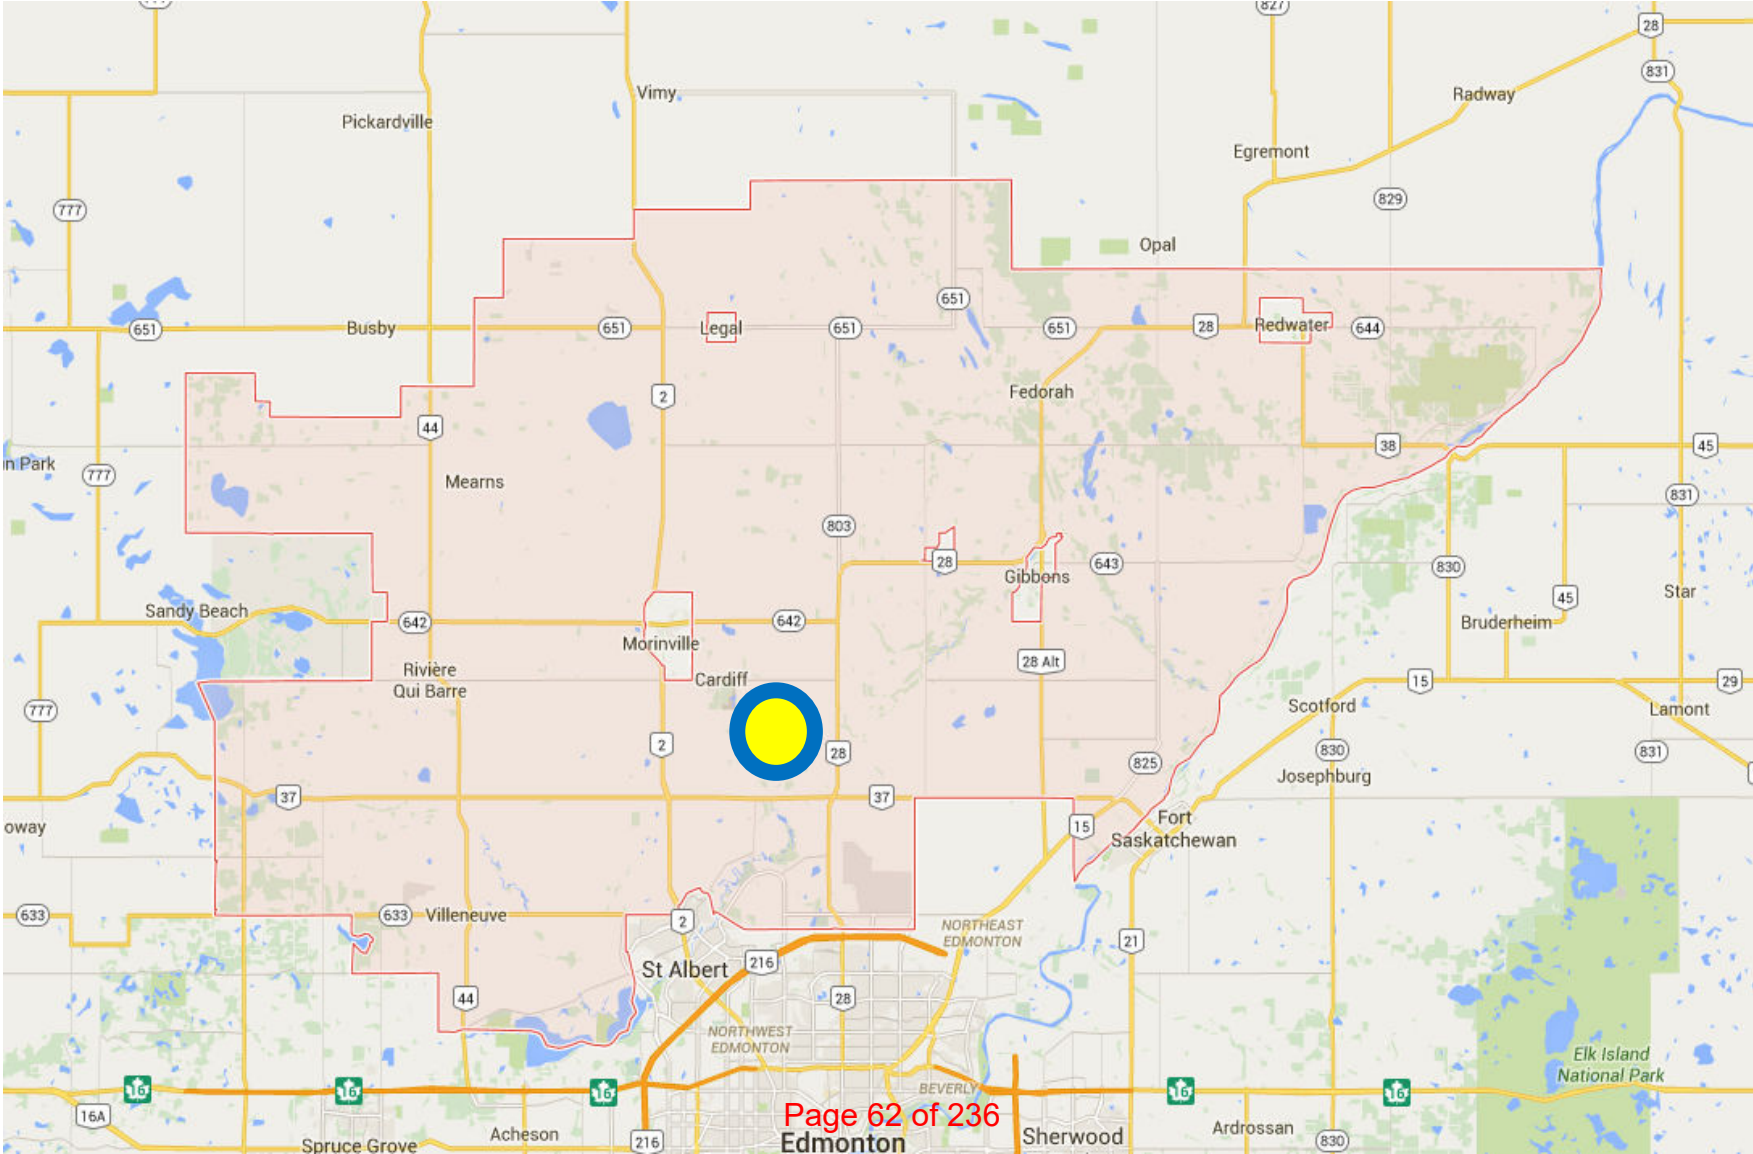 827
28
831
Vimy
Radway
Pickardville
Egremont
777
829
Opal
651
651
Busby
651
Legal
651
651
28
Redwater
644
2
Fedorah
44
38
45
n Park
777
Mearns
831
803
28
Gibbons
643
830
Star
45
Sandy Beach
642
642
Bruderheim
Morinville
28 Alt
Rivière
Qui Barre
Cardiff
15
29
777
Scotford
Lamont
2
28
825
830
831
Josephburg
37
37
oway
15
Fort
Saskatchewan
633
633
Villeneuve
2
NORTHEAST
EDMONTON
21
216
St Albert
44
28
NORTHWEST
EDMONTON
Elk Island
National Park
16
16
16
BEVERLY
16
16
16A
Page 62 of 236
Spruce Grove
Acheson
216
Edmonton
Sherwood
Ardrossan
830